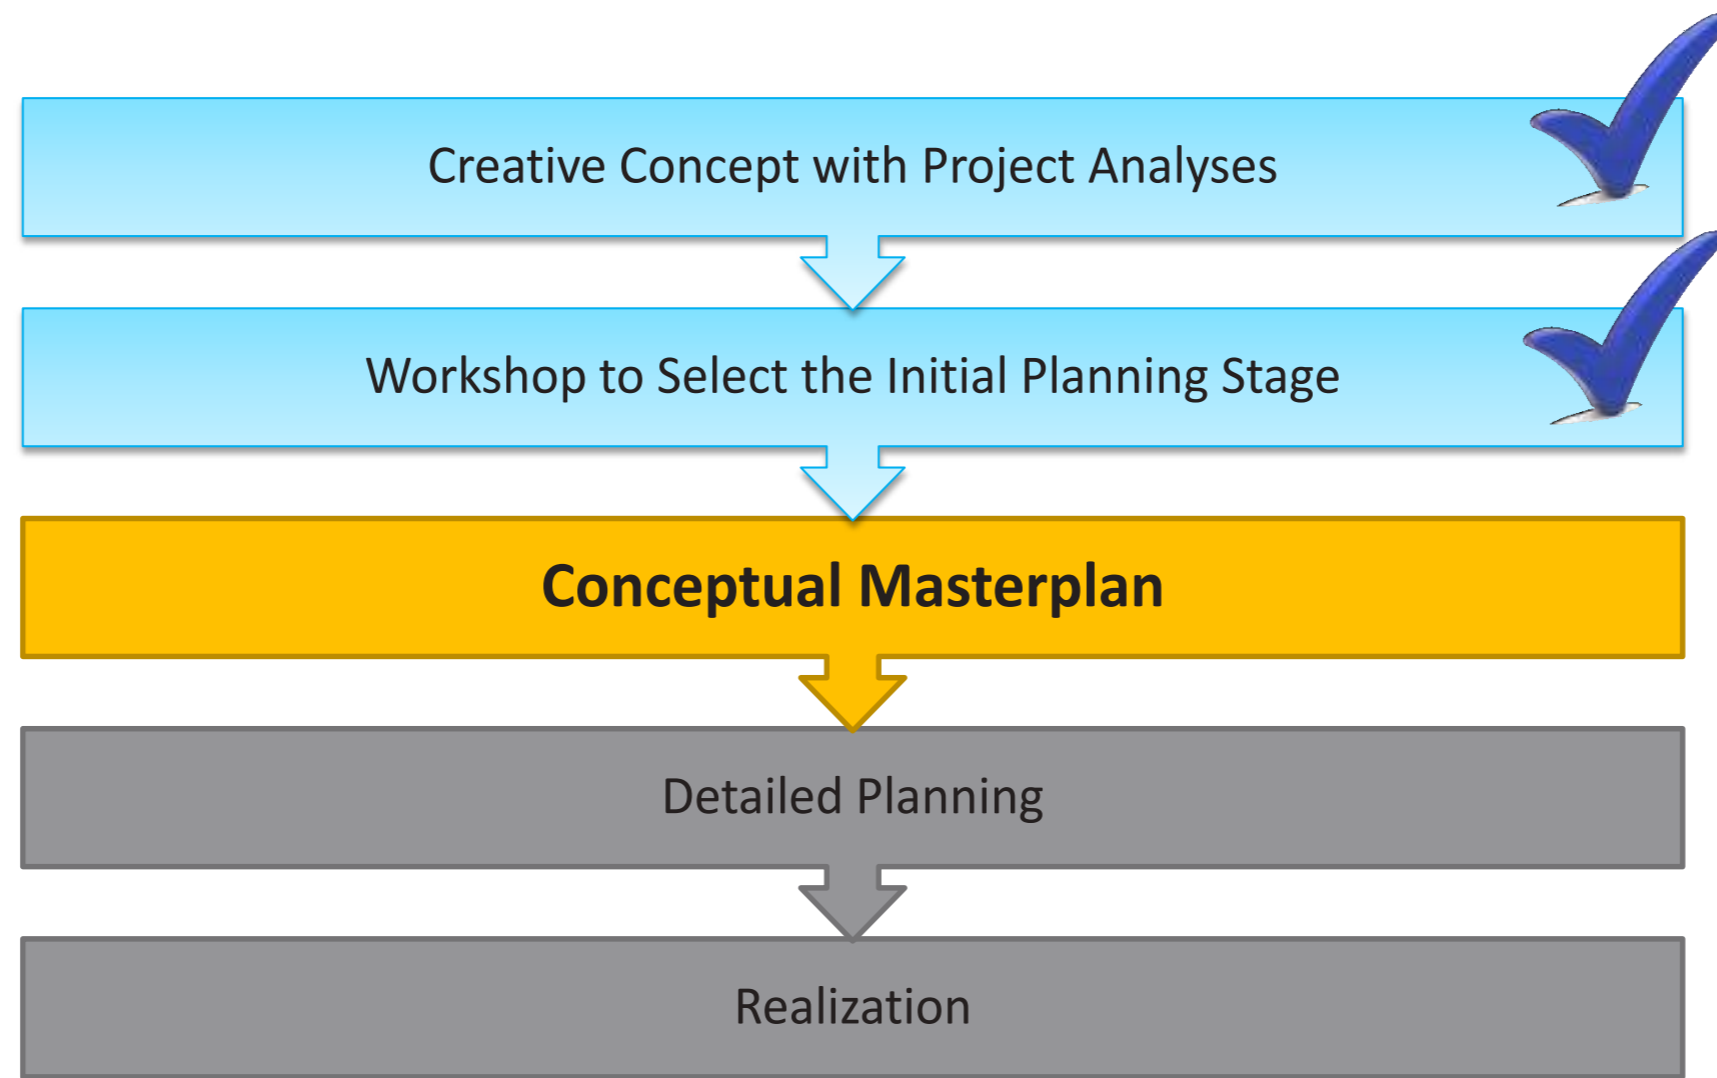 Creative Concept with Project Analyses
Workshop to Select the Initial Planning Stage
Conceptual Masterplan
Detailed Planning
Realization